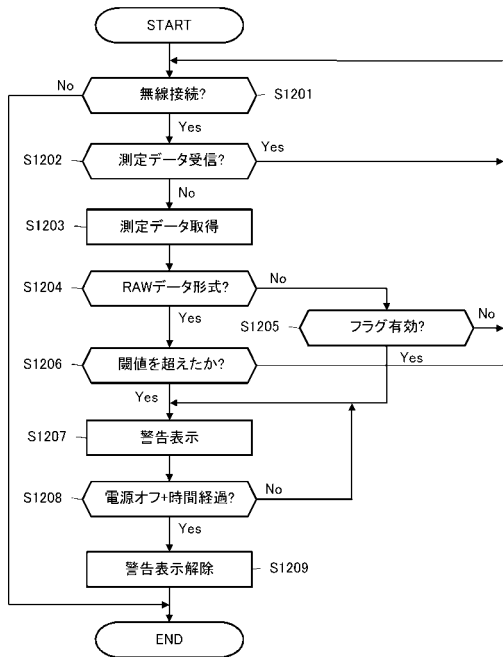 START
No
無線接続?
S1201
Yes
S1202
測定データ受信?
Yes
No
S1203
測定データ取得
S1204
RAWデータ形式?
No
Yes
S1205
フラグ有効?
No
S1206
閾値を超えたか?
Yes
Yes
S1207
警告表示
S1208
電源オフ+時間経過?
No
Yes
警告表示解除
S1209
END